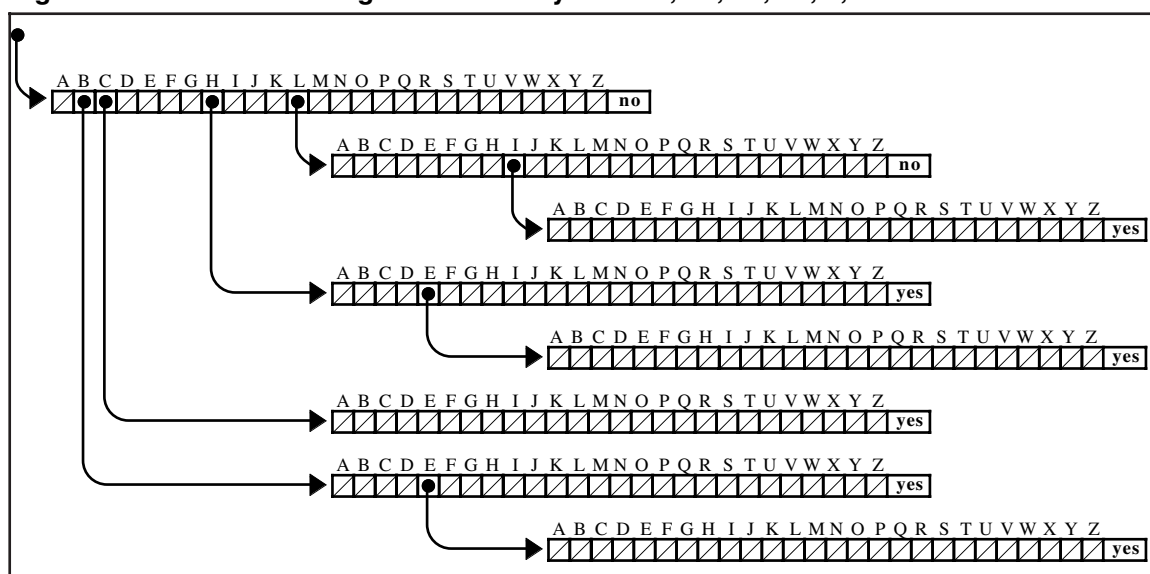 A B C D E F G H I J K L M N O P Q R S T U V W X Y Z
no
A B C D E F G H I J K L M N O P Q R S T U V W X Y Z
no
A B C D E F G H I J K L M N O P Q R S T U V W X Y Z
yes
A B C D E F G H I J K L M N O P Q R S T U V W X Y Z
yes
A B C D E F G H I J K L M N O P Q R S T U V W X Y Z
yes
A B C D E F G H I J K L M N O P Q R S T U V W X Y Z
yes
A B C D E F G H I J K L M N O P Q R S T U V W X Y Z
yes
A B C D E F G H I J K L M N O P Q R S T U V W X Y Z
yes